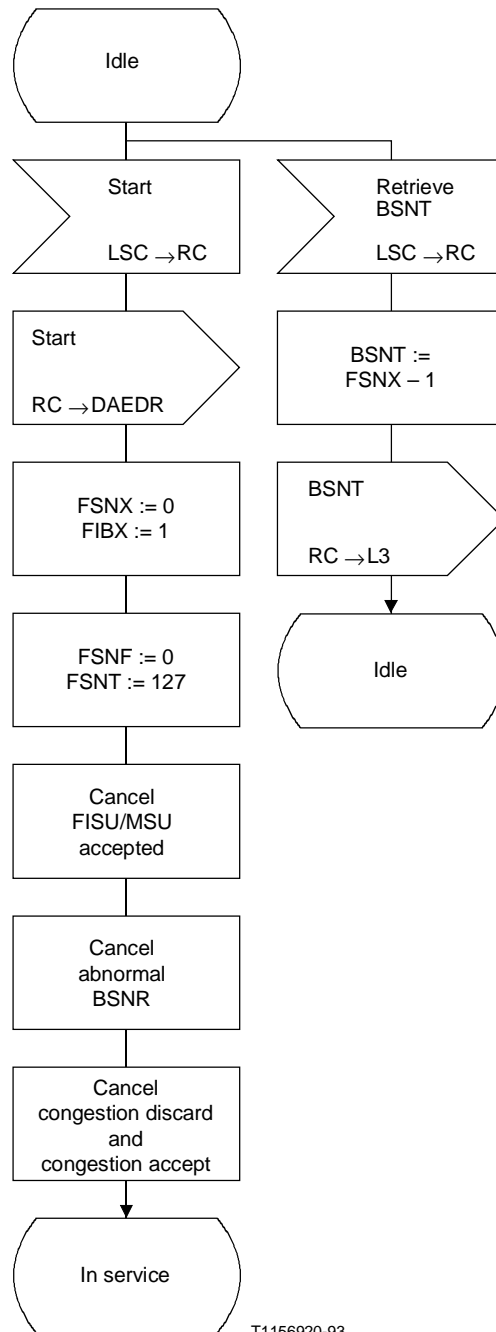 Idle
Start
LSC → RC
Start
RC → DAEDR
FSNX := 0
FIBX := 1
FSNF := 0
FSNT := 127
Cancel
FISU/MSU
accepted
Cancel
abnormal
BSNR
Cancel
congestion discard
and
congestion accept
In service
Retrieve
BSNT
LSC → RC
BSNT :=
FSNX – 1
BSNT
RC → L3
Idle
T1156920-93